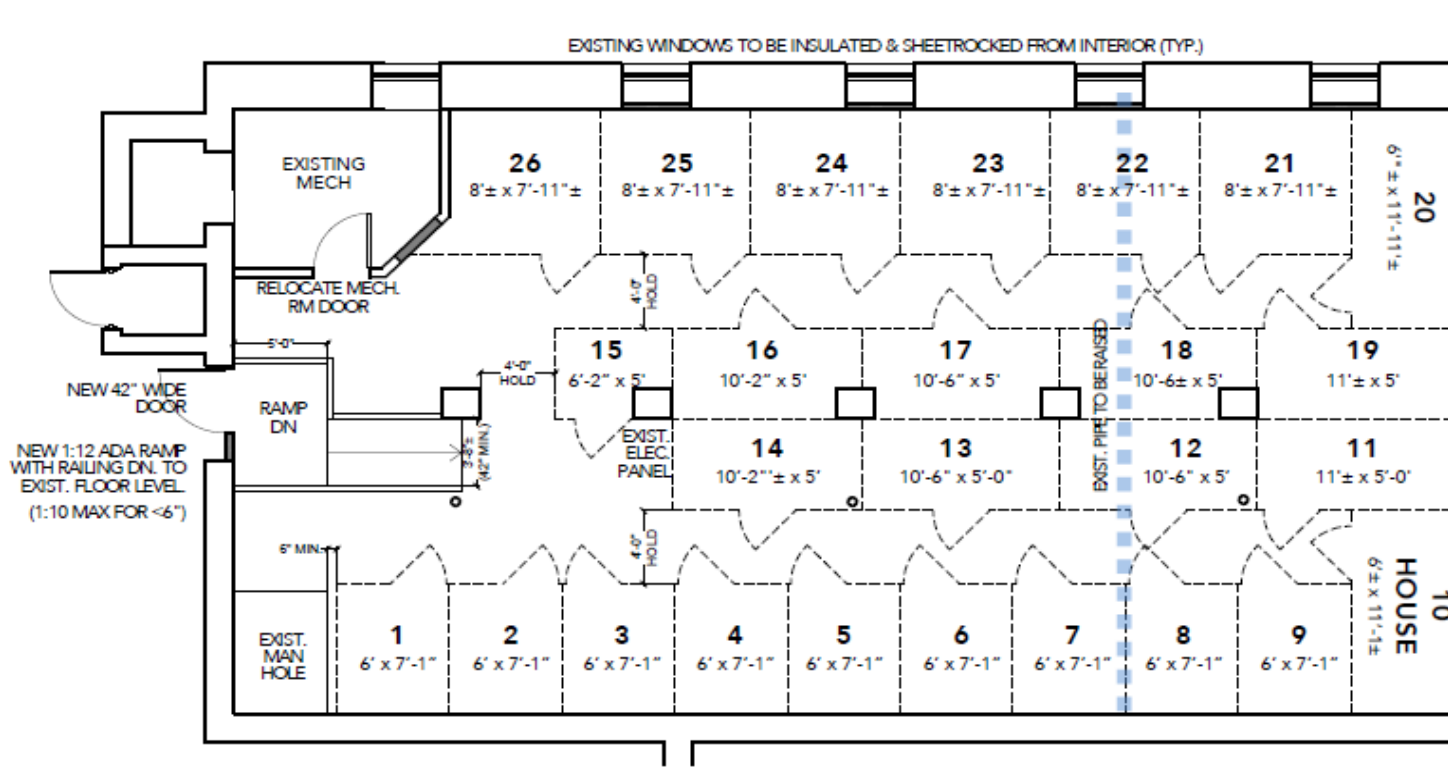 EXISTING WINDOWS TO BE INSULATED & SHEETROCKED FROM INTERIOR (TYP.)
EXISTING
MECH
26
8'± x 7'-11"±
25
8'± x 7'-11"±
24
8'± x 7'-11"±
23
8'± x 7'-11"±
22
8'± x 7'-11"±
21
8'± x 7'-11"±
20
6'"± x 11'-11'±
RELOCATE MECH.
RM DOOR
4'-0"
HOLD
5'-0"
4'-0"
HOLD
15
6'-2" x 5'
16
10'-2" x 5'
17
10'-6" x 5'
EXIST. PIPE TO BE RAISED
18
10'-6± x 5'
19
11'± x 5'
NEW 42" WIDE
DOOR
RAMP
DN
NEW 1:12 ADA RAMP
WITH RAILING DN. TO
EXIST. FLOOR LEVEL.
(1:10 MAX FOR <6")
3'-8"±
(42" MIN.)
EXIST.
ELEC.
PANEL
14
10'-2"'± x 5'
13
10'-6" x 5'-0"
12
10'-6" x 5'
11
11'± x 5'-0'
6" MIN.
4'-0"
HOLD
EXIST.
MAN
HOLE
1
6' x 7'-1"
2
6' x 7'-1"
3
6' x 7'-1"
4
6' x 7'-1"
5
6' x 7'-1"
6
6' x 7'-1"
7
6' x 7'-1"
8
6' x 7'-1"
9
6' x 7'-1"
10
HOUSE
6'± x 11'-1±